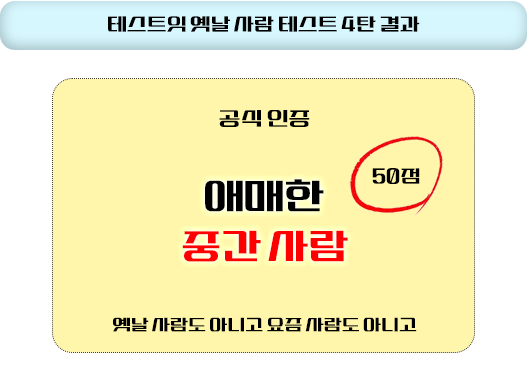 테스트의 옛날 사람 테스트 4탄 결과
공식 인증
50점
애매한
중간 사람
옛날 사람도 아니고 요즘 사람도 아니고